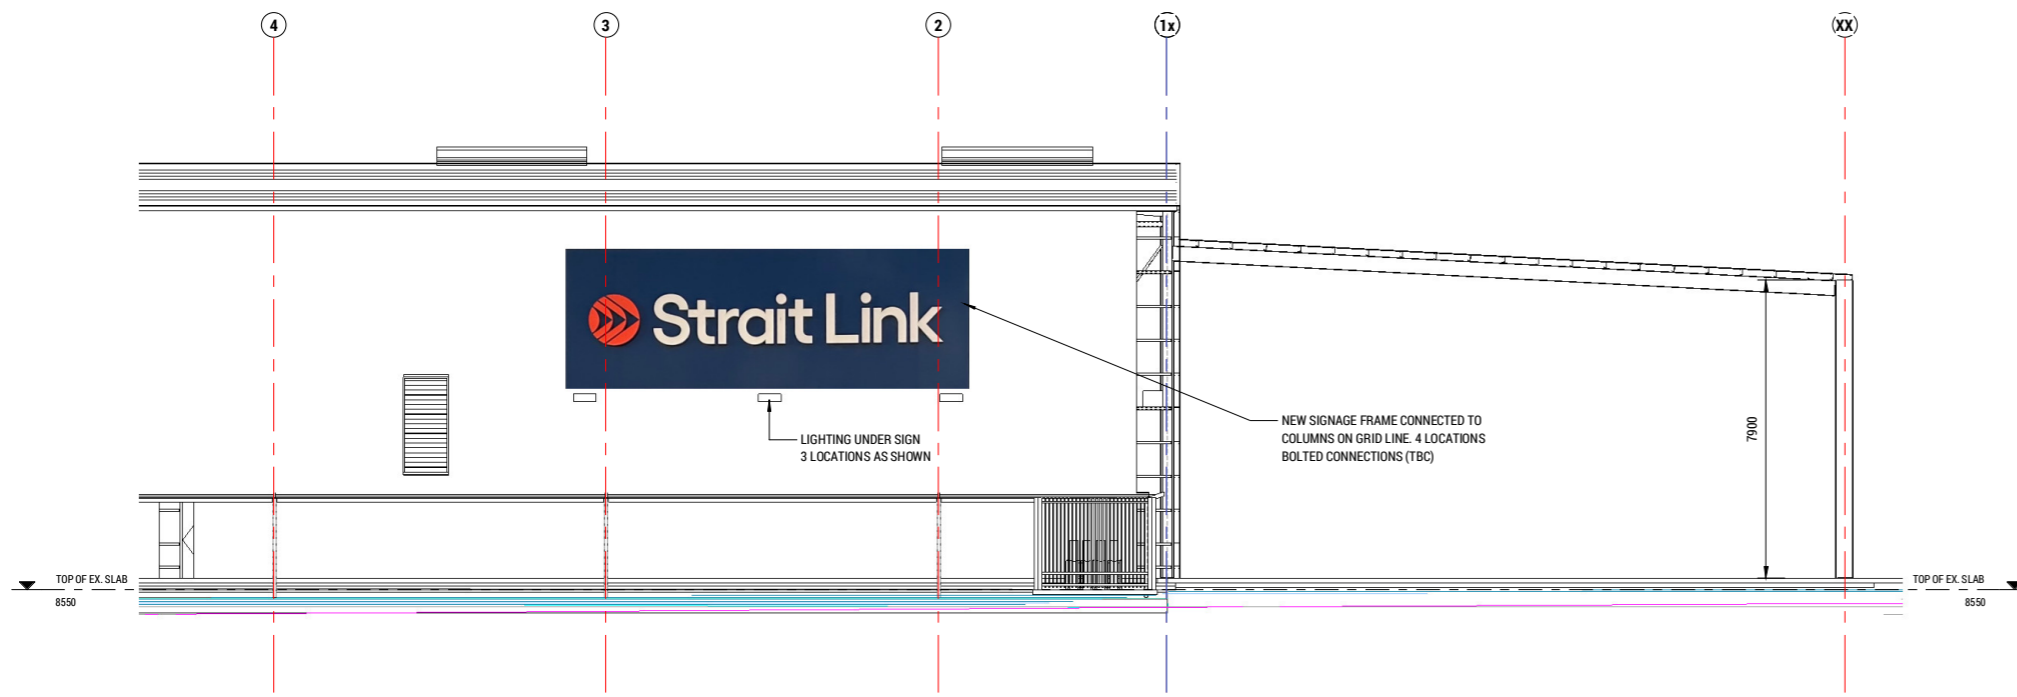 4
3
2
1x
XX
Strait Link
LIGHTING UNDER SIGN
3 LOCATIONS AS SHOWN
NEW SIGNAGE FRAME CONNECTED TO
COLUMNS ON GRID LINE. 4 LOCATIONS
BOLTED CONNECTIONS (TBC)
7900
TOP OF EX. SLAB
8550
TOP OF EX. SLAB
8550